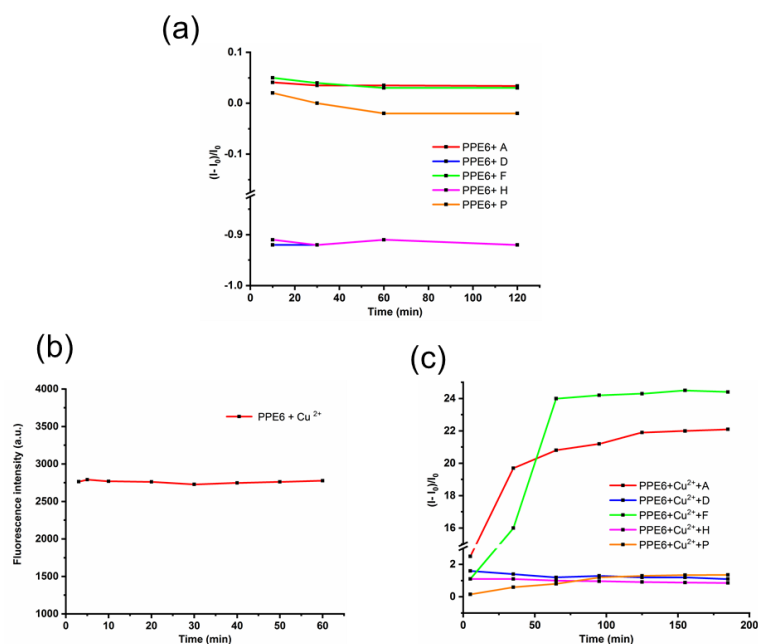 (a)
0.1
0.0
-0.1
-0.9
-1.0
(I- I₀)/I₀
PPE6+ A
PPE6+ D
PPE6+ F
PPE6+ H
PPE6+ P
0 20 40 60 80 100 120
Time (min)
(b)
4000
3500
3000
2500
2000
1500
1000
Fluorescence intensity (a.u.)
PPE6 + Cu ²⁺
0 10 20 30 40 50 60
Time (min)
(c)
24
22
20
18
16
2
0
(I- I₀)/I₀
PPE6+Cu²⁺+A
PPE6+Cu²⁺+D
PPE6+Cu²⁺+F
PPE6+Cu²⁺+H
PPE6+Cu²⁺+P
0 50 100 150 200
Time (min)